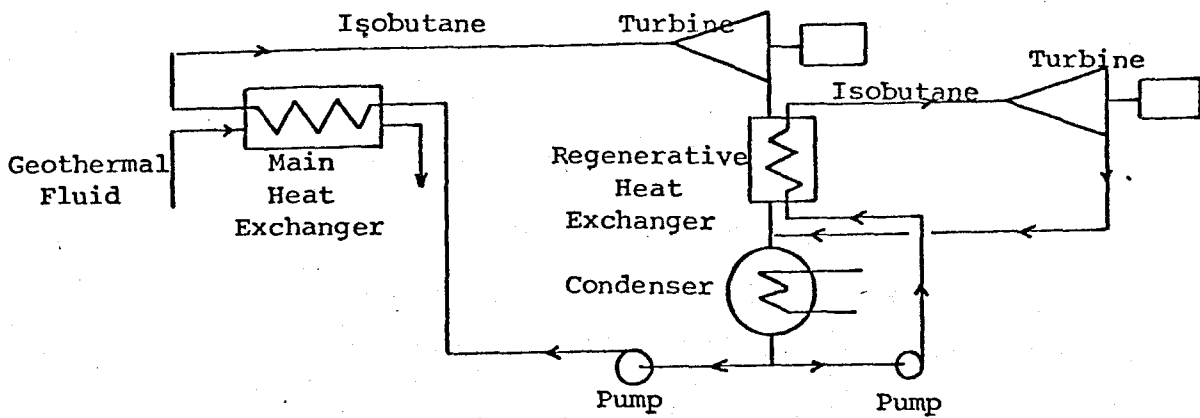 Isobutane
Turbine
Turbine
Isobutane
Geothermal
Fluid
Main
Heat
Exchanger
Regenerative
Heat
Exchanger
Condenser
Pump
Pump